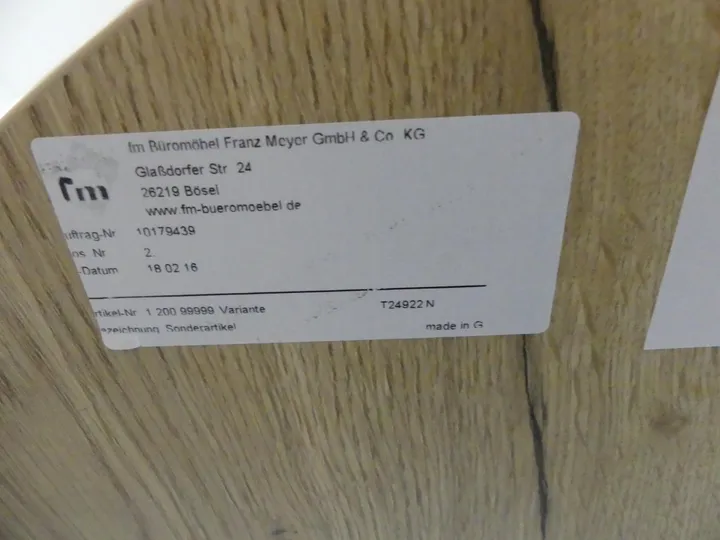 fm Büromöbel Franz Meyer GmbH & Co. KG
Glaßdorfer Str. 24
26219 Bösel
fm
www.fm-bueromoebel.de
uftrag-Nr 10179439
os Nr 2
-Datum 18.02.16
rtikel-Nr 1 200 99999 Variante T24922 N
ezeichnung Sonderartikel made in G